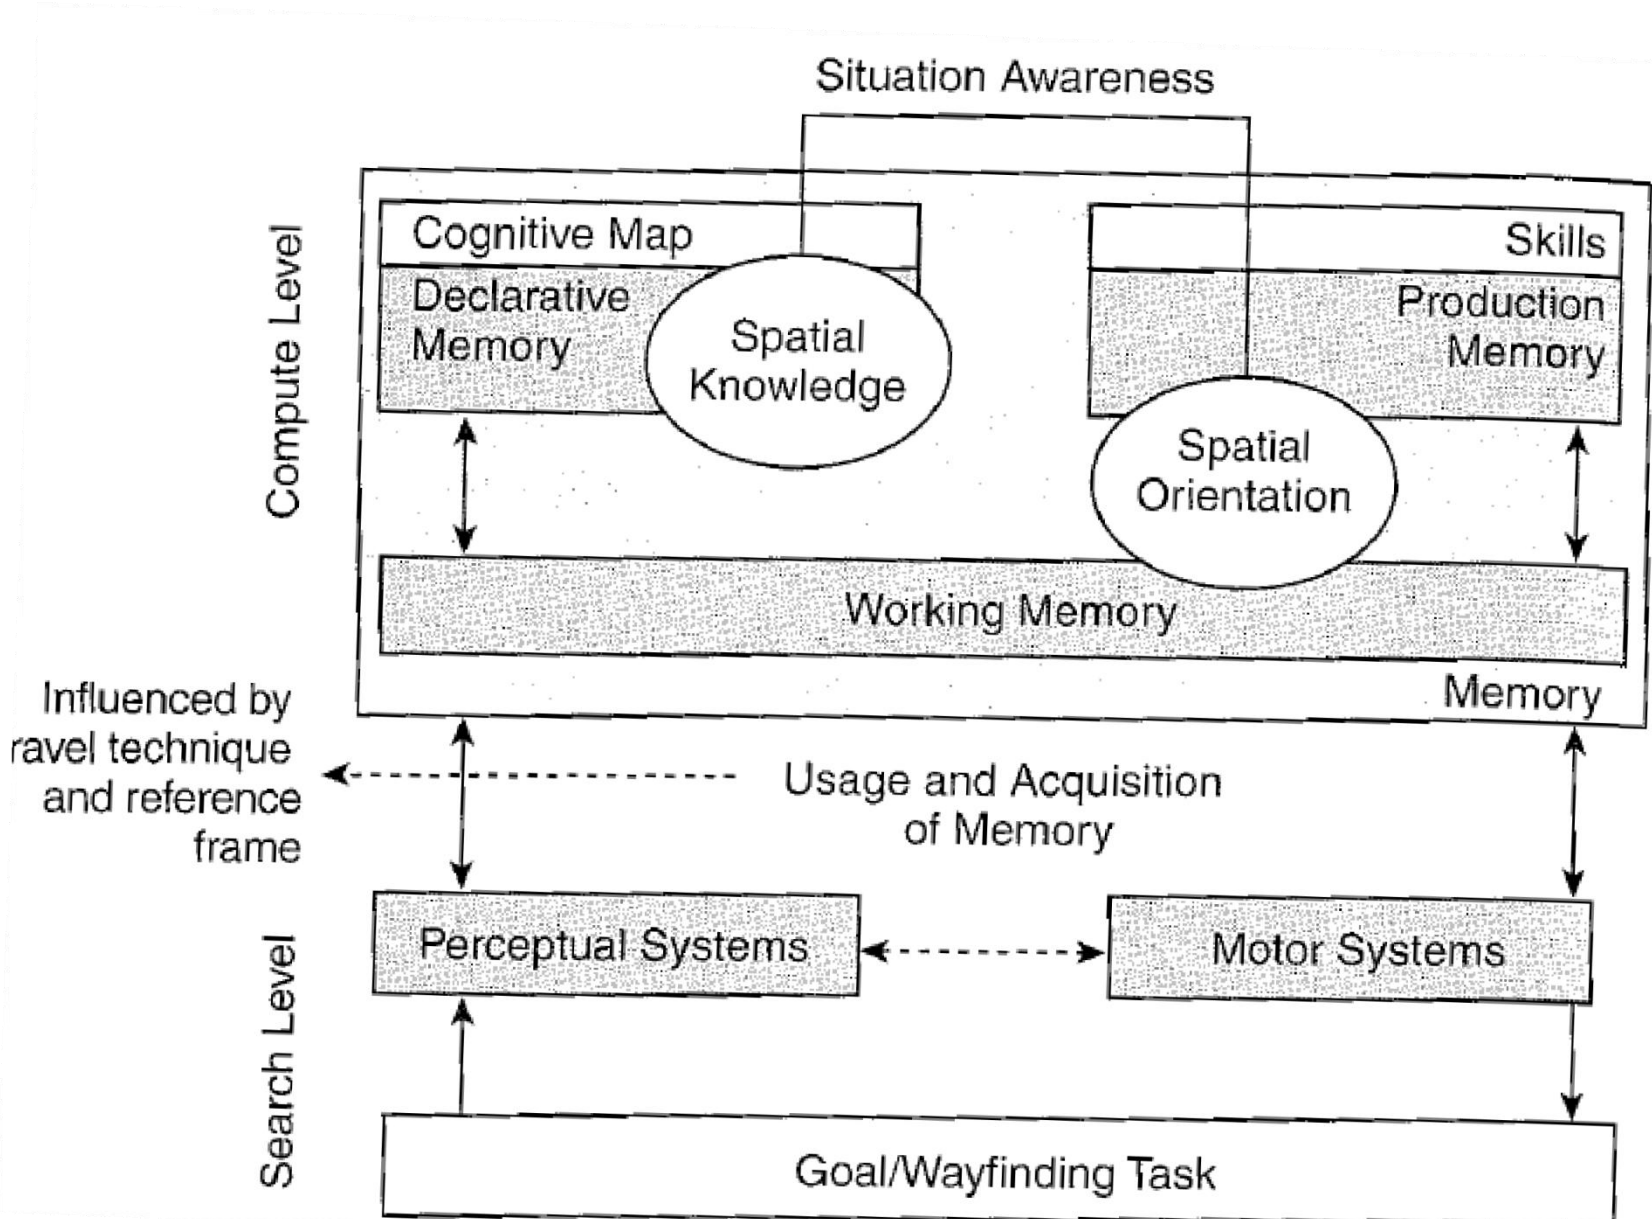 Situation Awareness
Compute Level
Cognitive Map
Declarative
Memory
Spatial
Knowledge
Skills
Production
Memory
Spatial
Orientation
Working Memory
Memory
Influenced by
ravel technique
and reference
frame
Usage and Acquisition
of Memory
Search Level
Perceptual Systems
Motor Systems
Goal/Wayfinding Task